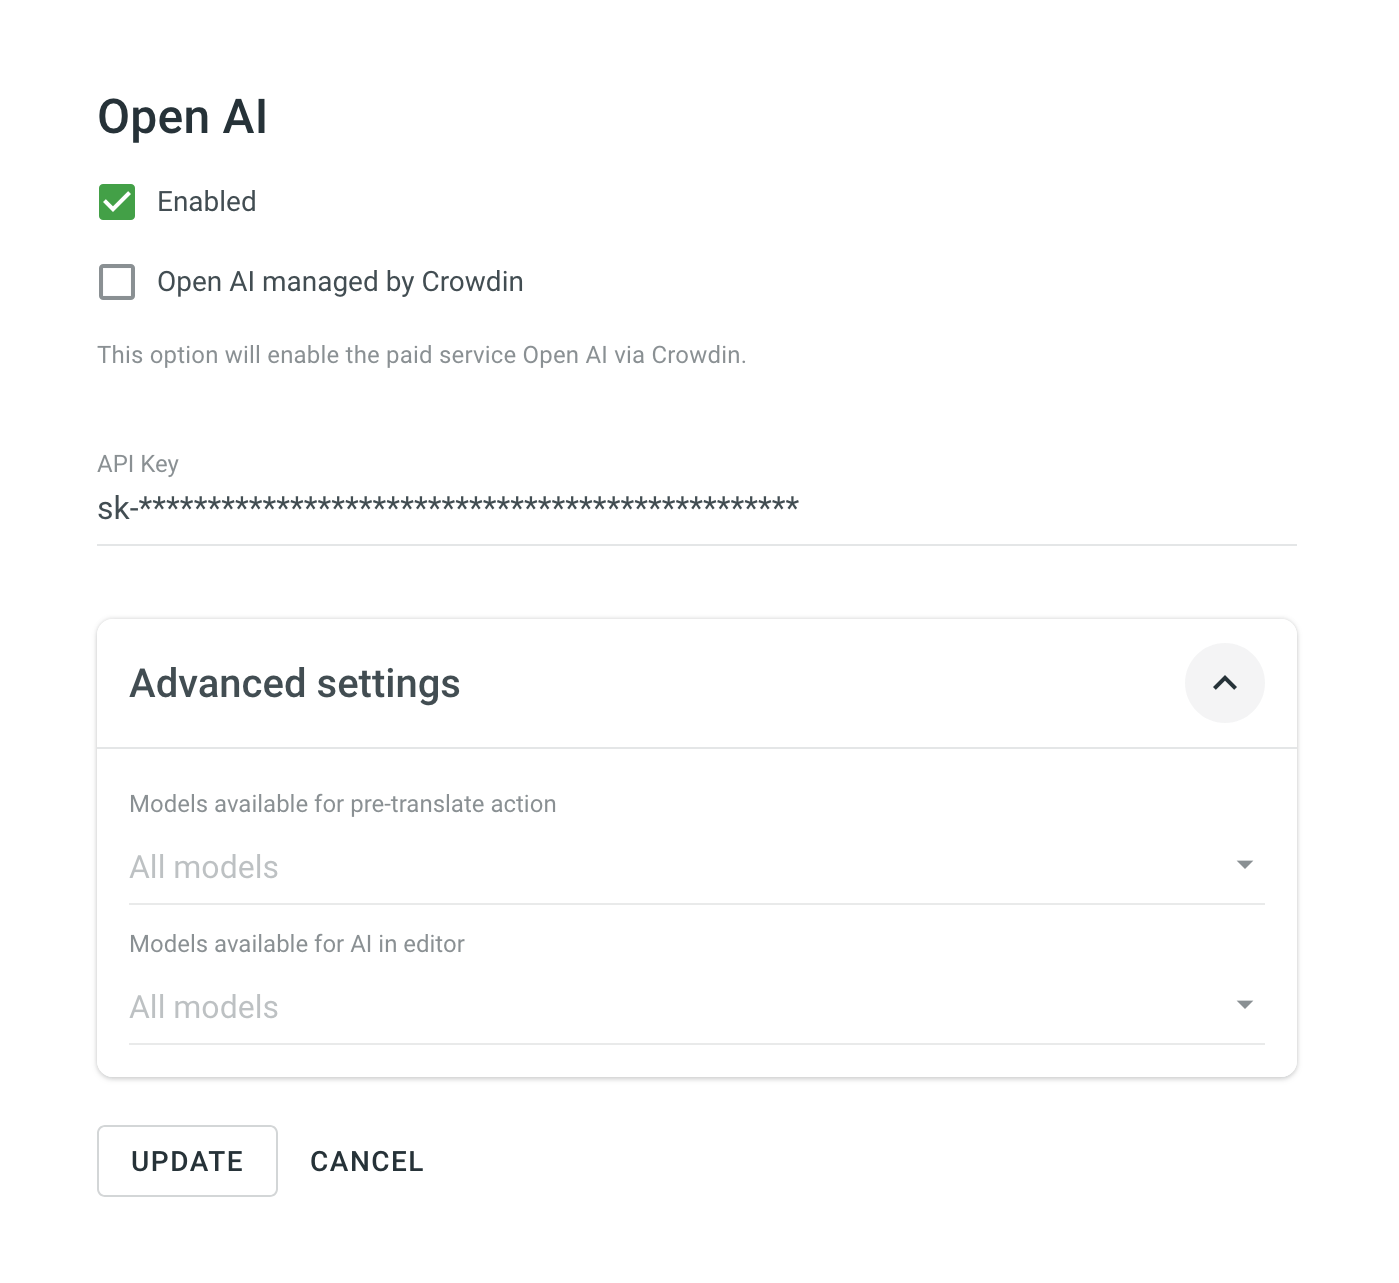 Open AI
Enabled
Open AI managed by Crowdin
This option will enable the paid service Open AI via Crowdin.
API Key
sk-************************************************
Advanced settings
Models available for pre-translate action
All models
Models available for AI in editor
All models
UPDATE CANCEL